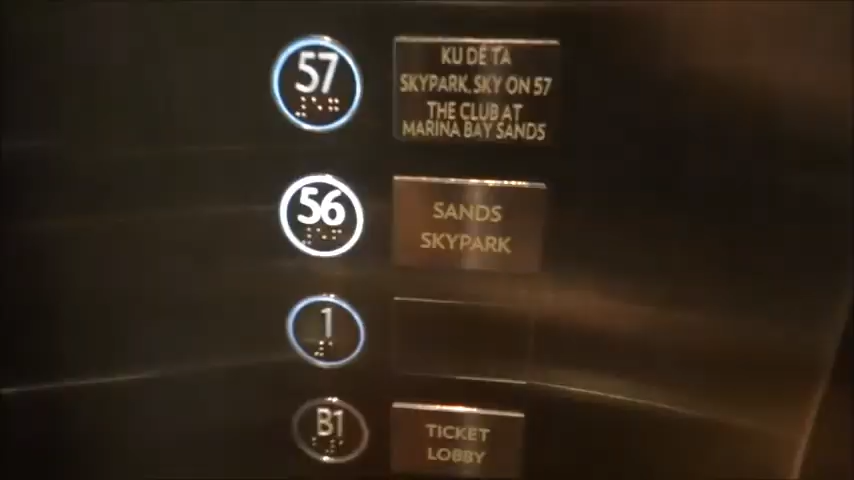 57
KU DÉ TA
SKYPARK, SKY ON 57
THE CLUB AT
MARINA BAY SANDS
56
SANDS
SKYPARK
1
B1
TICKET
LOBBY